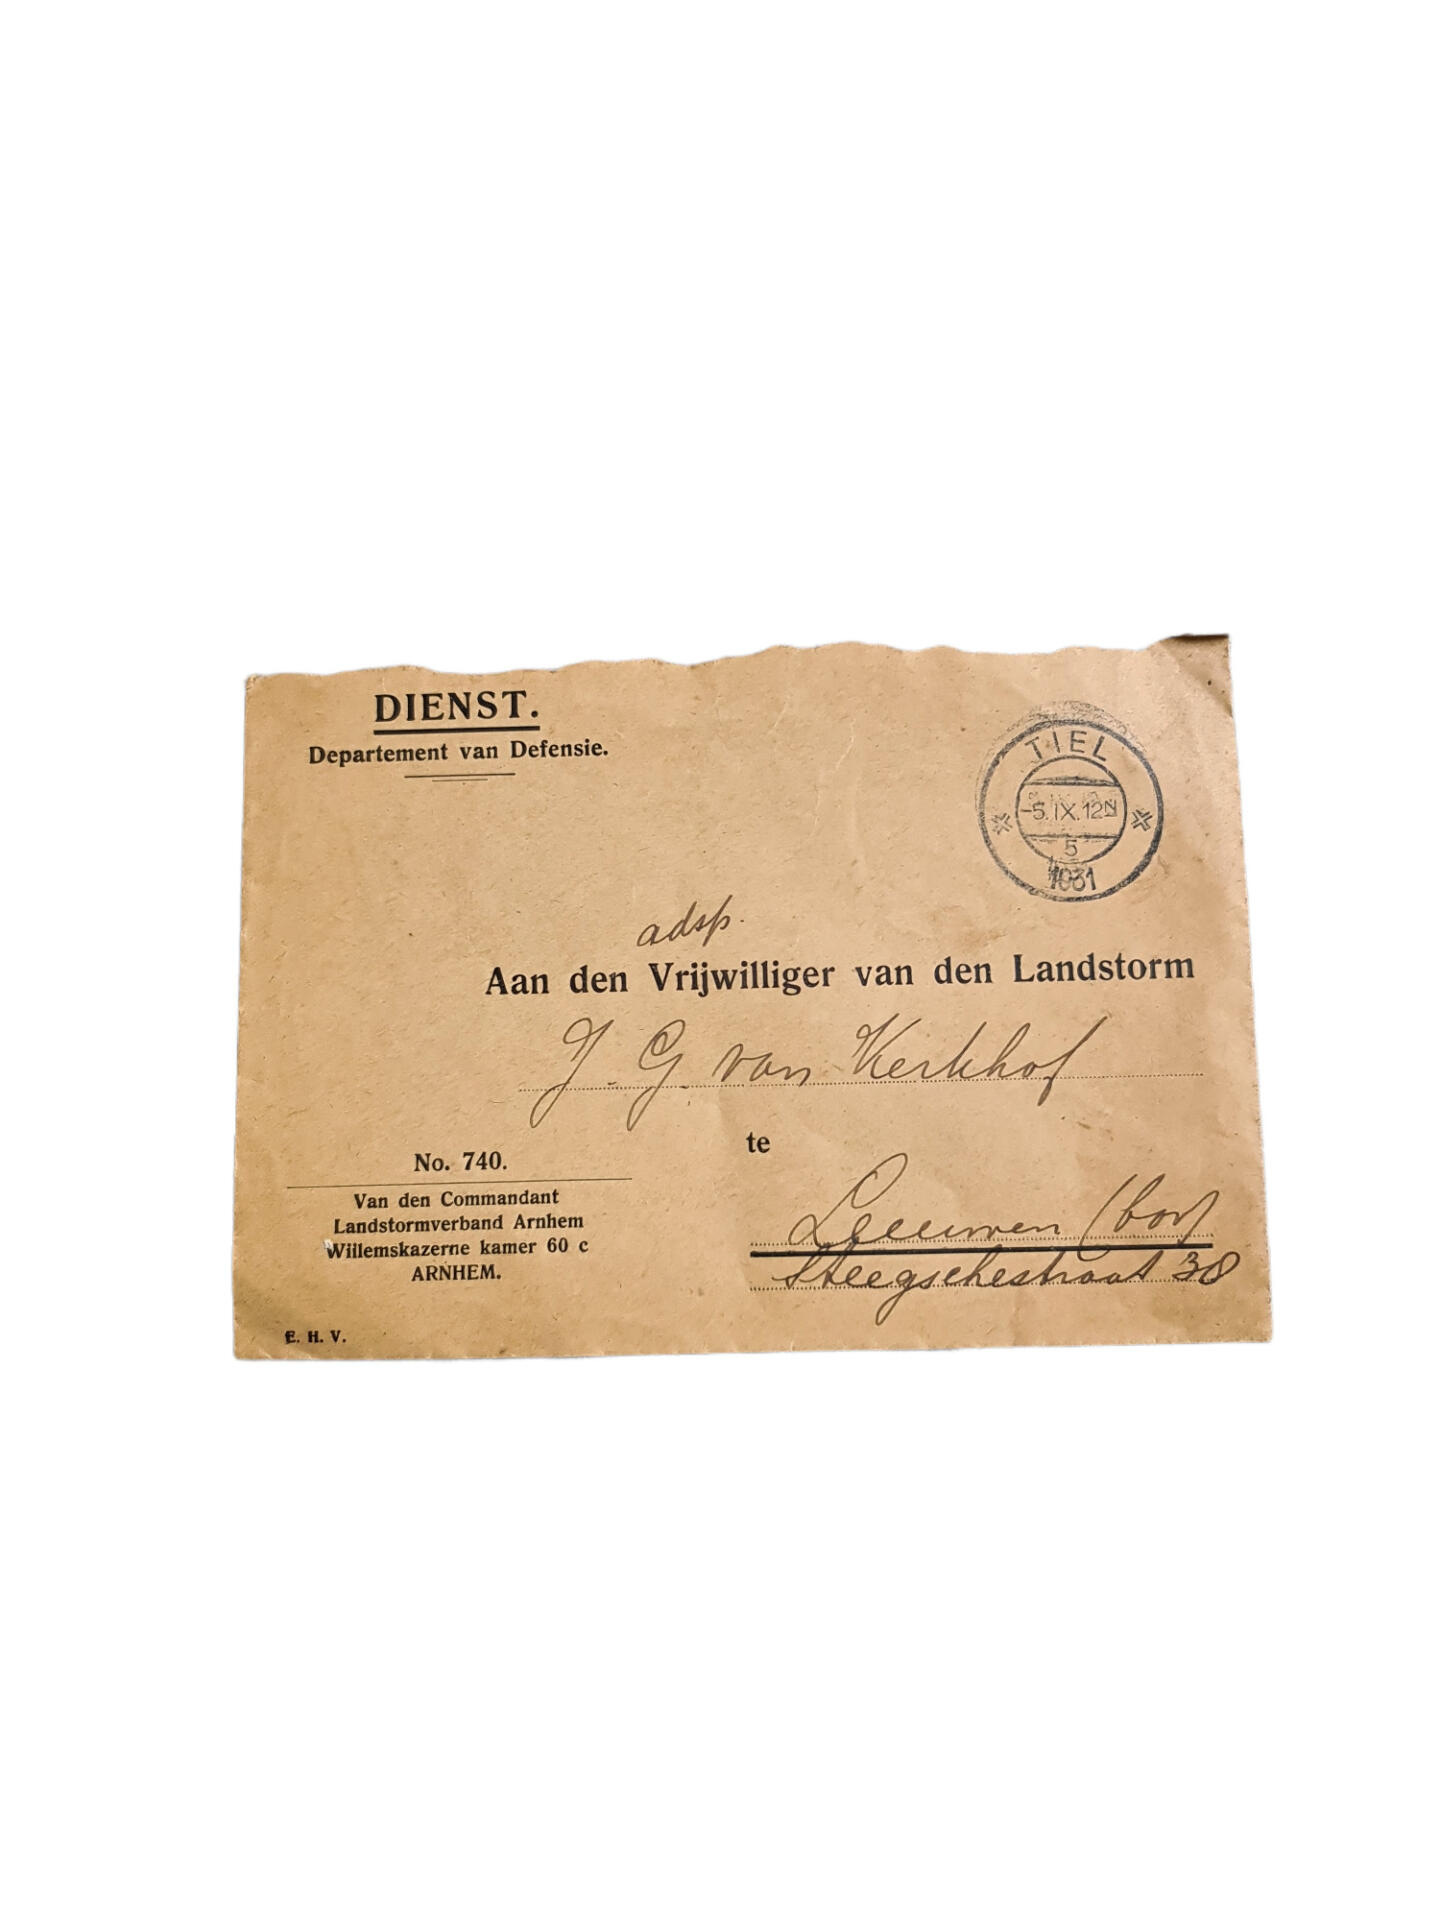 DIENST.
Departement van Defensie.
TIEL
-5.IX.12N
5
1931
adsp.
Aan den Vrijwilliger van den Landstorm
J. G. van Kerkhof
te
No. 740.
Van den Commandant
Landstormverband Arnhem
Willemskazerne kamer 60 c
ARNHEM.
Leeuwen (bov)
Steegschestraat 38
E. H. V.